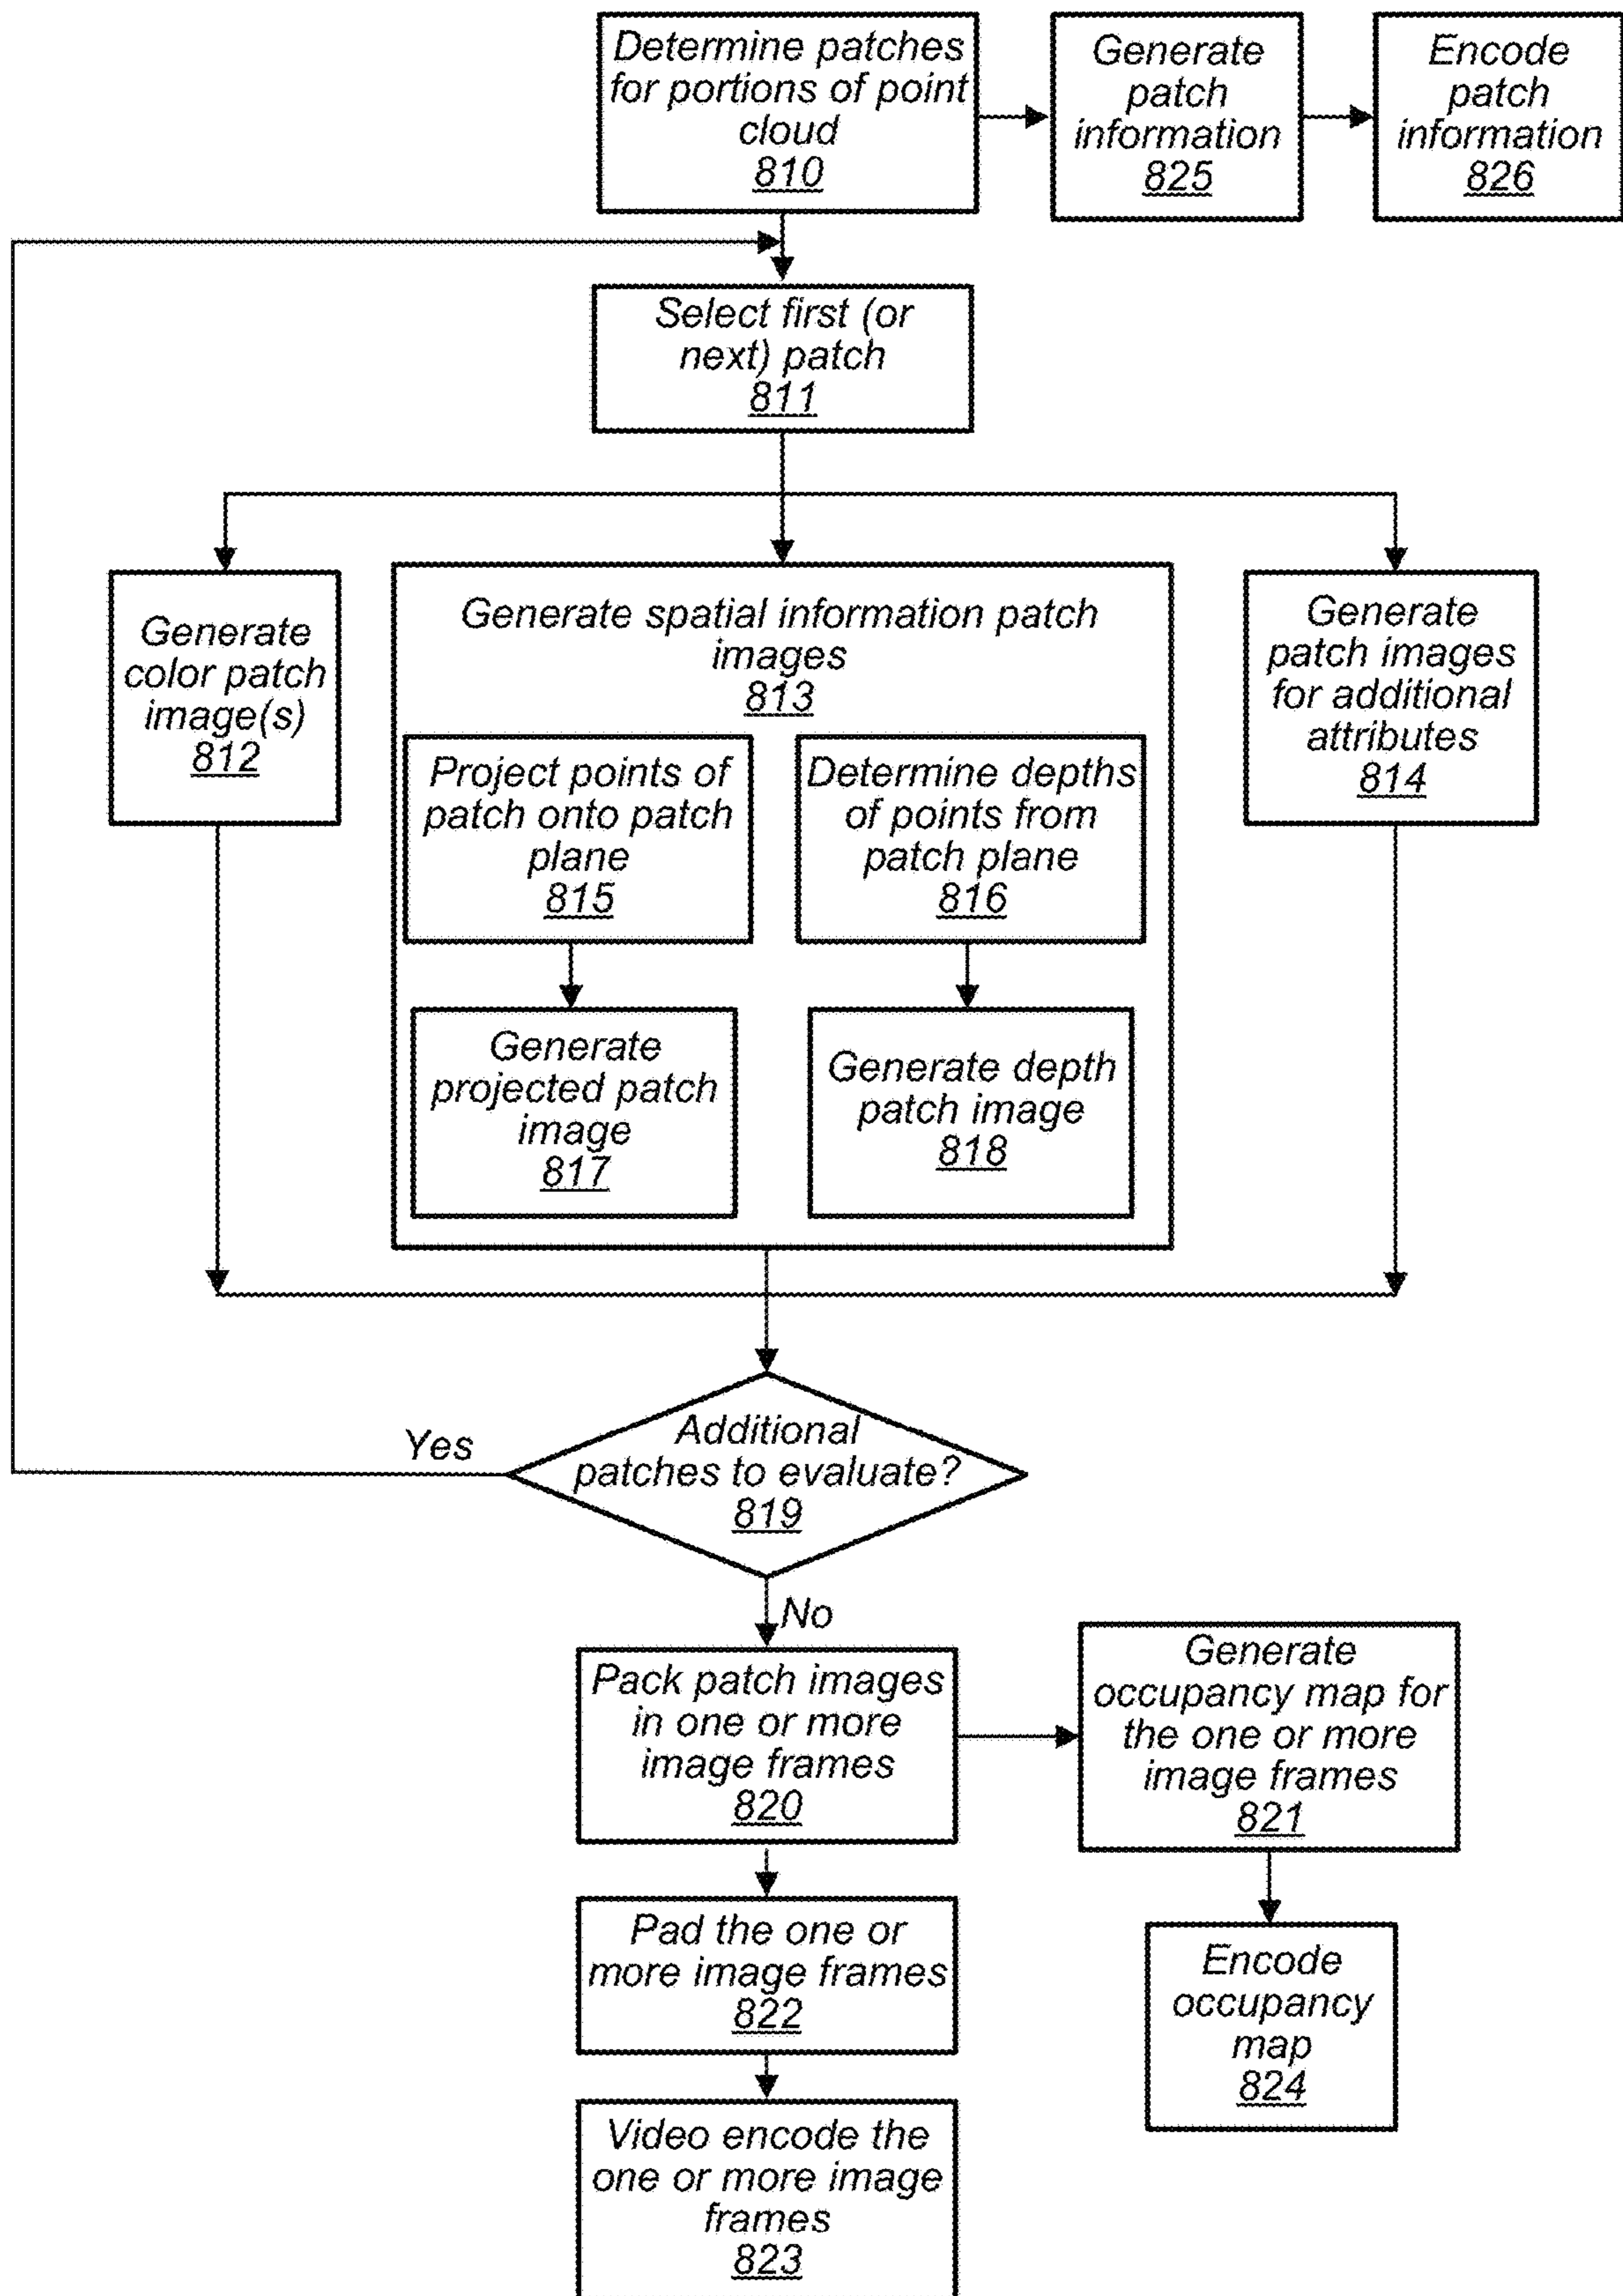 Determine patches
for portions of point
cloud
810
Generate
patch
information
825
Encode
patch
information
826
Select first (or
next) patch
811
Generate
color patch
image(s)
812
Generate spatial information patch
images
813
Project points of
patch onto patch
plane
815
Determine depths
of points from
patch plane
816
Generate
projected patch
image
817
Generate depth
patch image
818
Generate
patch images
for additional
attributes
814
Additional
patches to evaluate?
819
Yes
No
Pack patch images
in one or more
image frames
820
Generate
occupancy map for
the one or more
image frames
821
Pad the one or
more image frames
822
Encode
occupancy
map
824
Video encode the
one or more image
frames
823